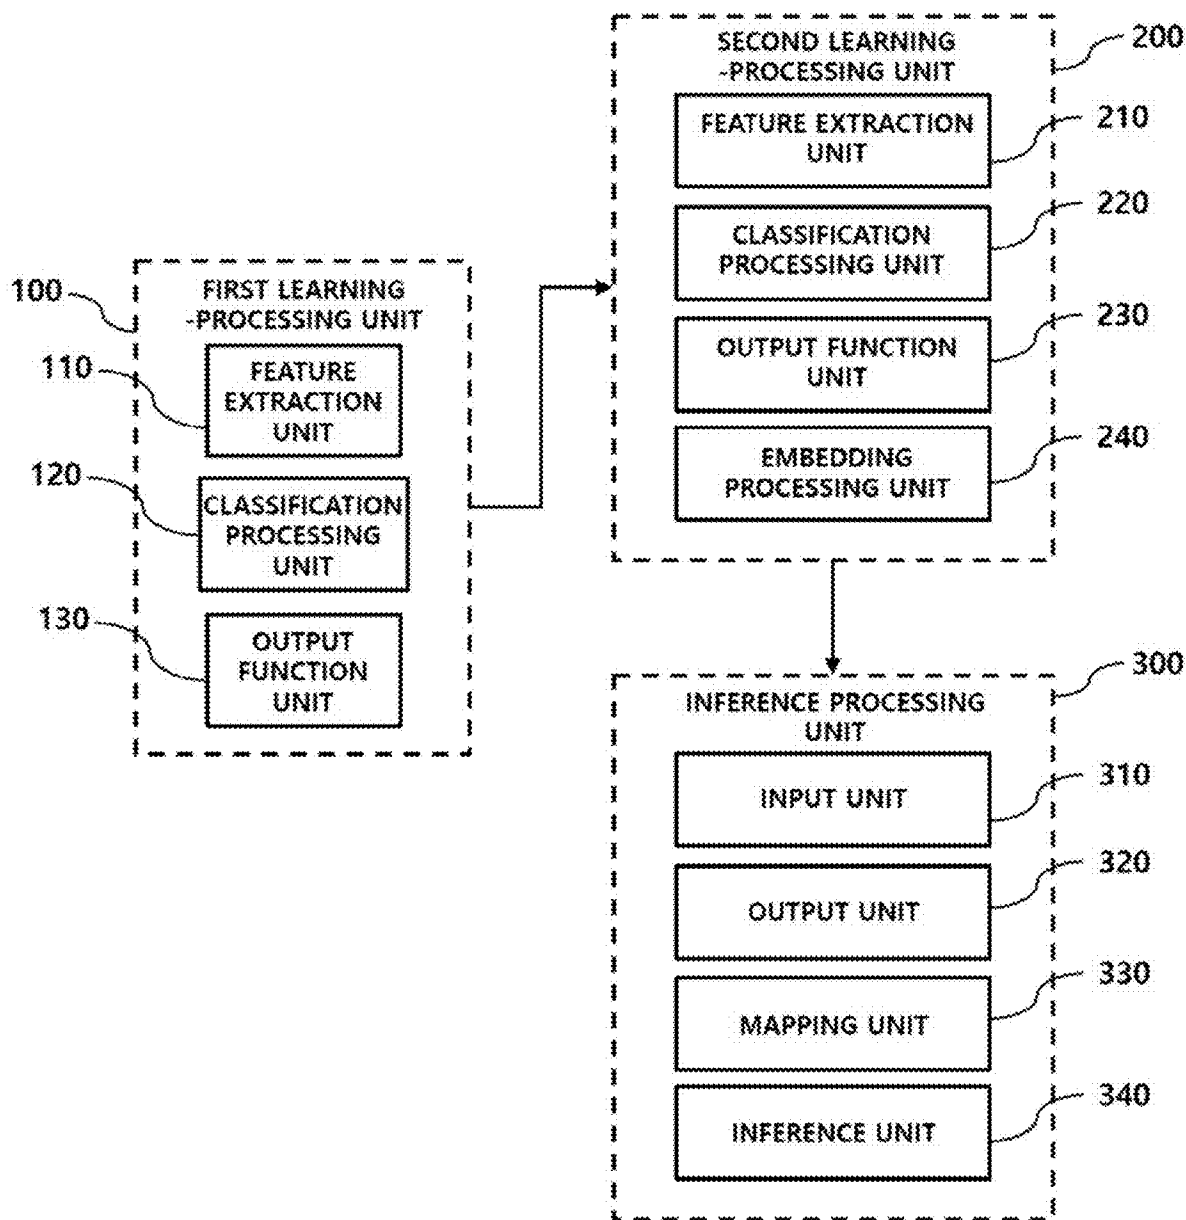 100
FIRST LEARNING
-PROCESSING UNIT
110
FEATURE
EXTRACTION
UNIT
120
CLASSIFICATION
PROCESSING
UNIT
130
OUTPUT
FUNCTION
UNIT
200
SECOND LEARNING
-PROCESSING UNIT
210
FEATURE EXTRACTION
UNIT
220
CLASSIFICATION
PROCESSING UNIT
230
OUTPUT FUNCTION
UNIT
240
EMBEDDING
PROCESSING UNIT
300
INFERENCE PROCESSING
UNIT
310
INPUT UNIT
320
OUTPUT UNIT
330
MAPPING UNIT
340
INFERENCE UNIT